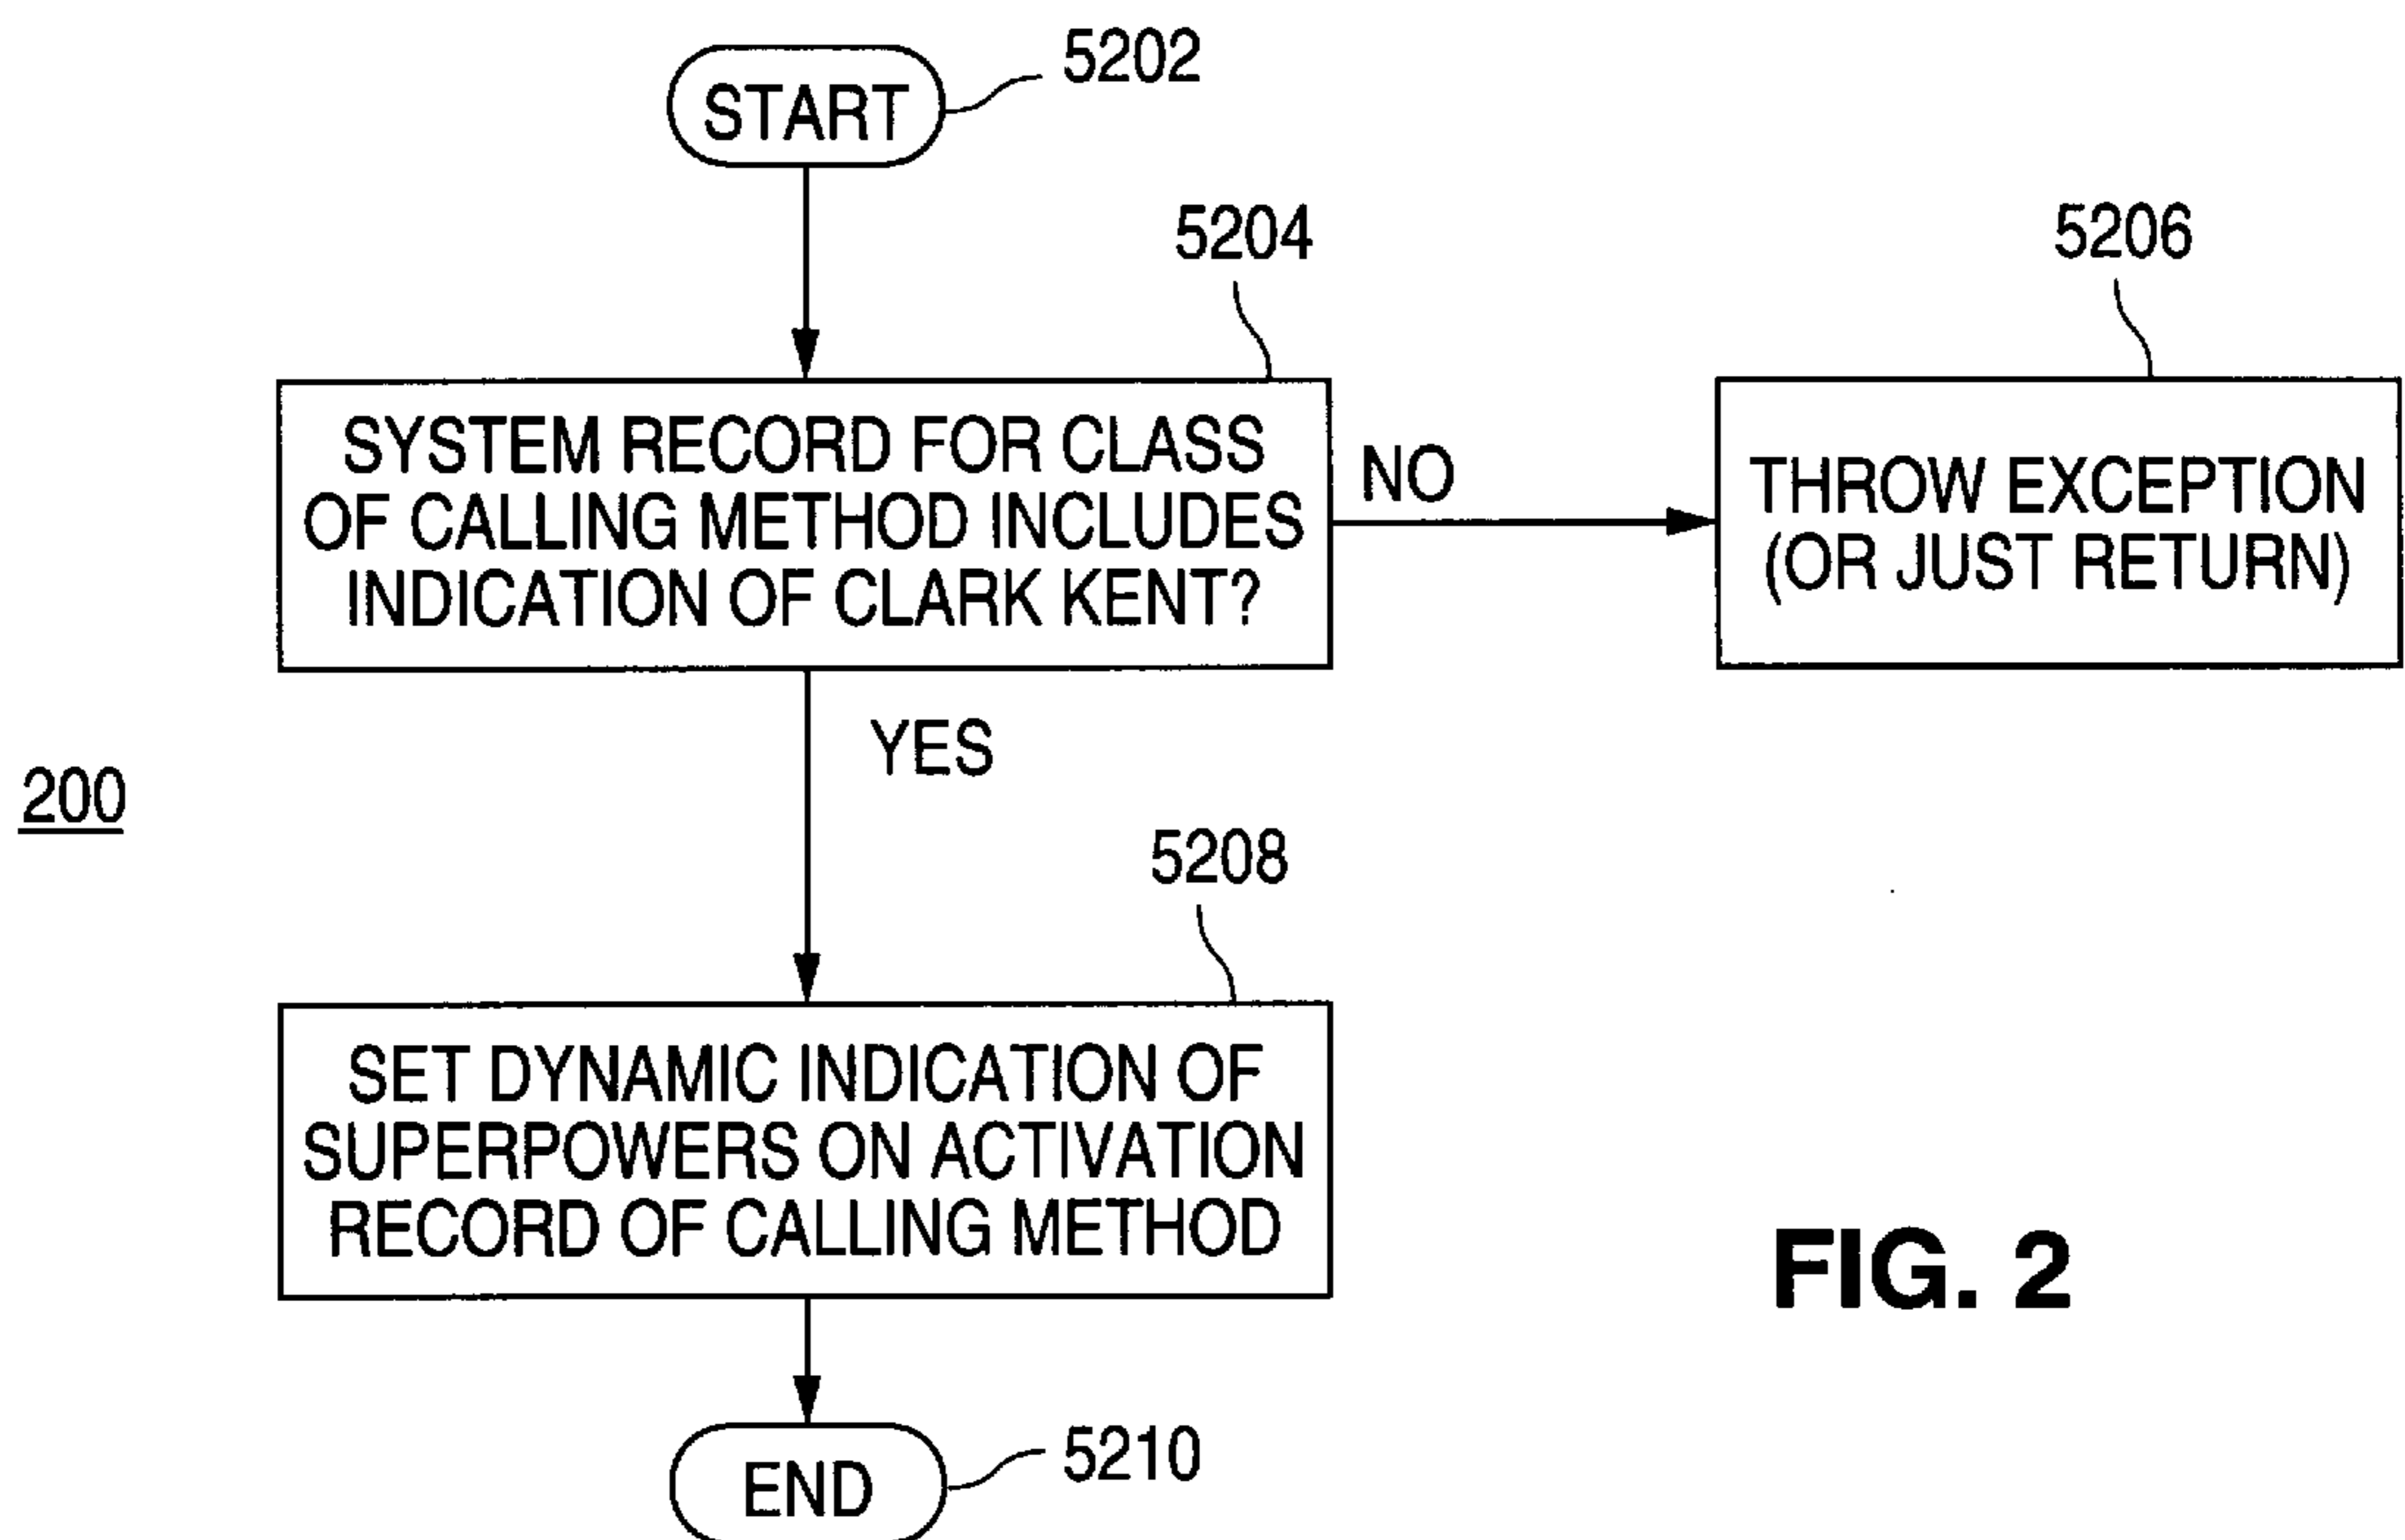 5202
START
5204
5206
SYSTEM RECORD FOR CLASS
OF CALLING METHOD INCLUDES
INDICATION OF CLARK KENT?
NO
THROW EXCEPTION
(OR JUST RETURN)
YES
200
5208
SET DYNAMIC INDICATION OF
SUPERPOWERS ON ACTIVATION
RECORD OF CALLING METHOD
FIG. 2
5210
END